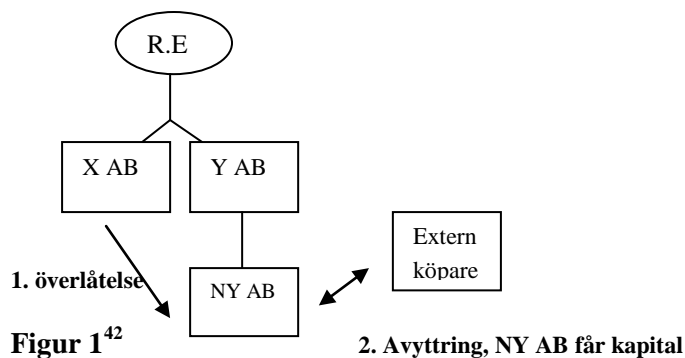 R.E
X AB
Y AB
Extern
köpare
1. överlåtelse
NY AB
Figur 1⁴²
2. Avyttring, NY AB får kapital